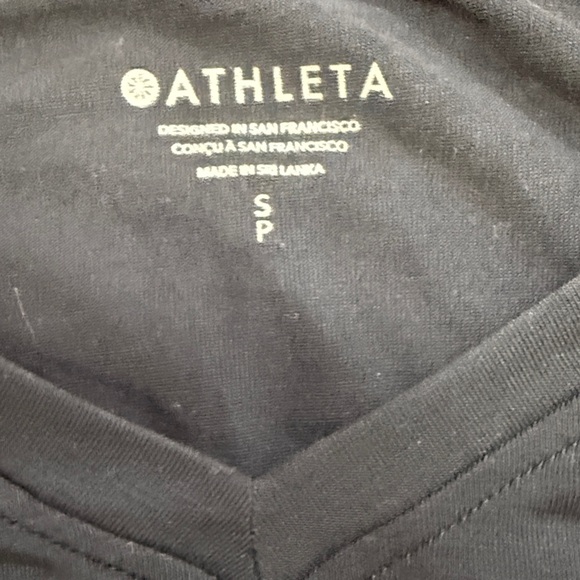 ATHLETA
DESIGNED IN SAN FRANCISCO
CONÇU À SAN FRANCISCO
MADE IN SRI LANKA
S
P